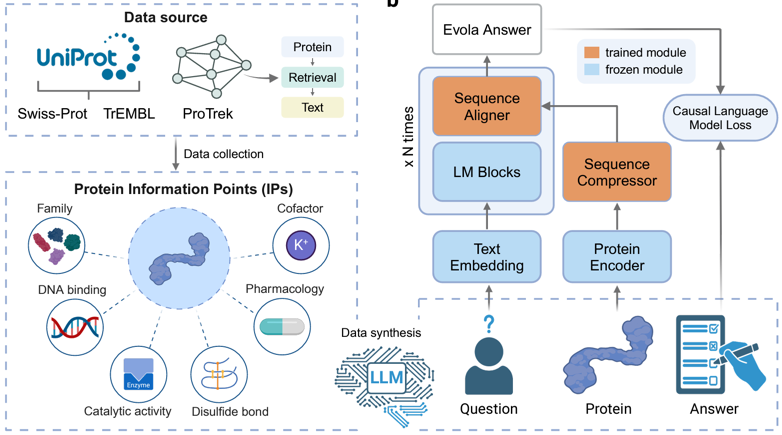 Data source
UniProt
Swiss-Prot
TrEMBL
ProTrek
Protein
Retrieval
Text
Data collection
Protein Information Points (IPs)
Family
Cofactor
K+
DNA binding
Pharmacology
Enzyme
Catalytic activity
Disulfide bond
b
Evola Answer
trained module
frozen module
x N times
Sequence
Aligner
LM Blocks
Sequence
Compressor
Causal Language
Model Loss
Text
Embedding
Protein
Encoder
Data synthesis
LLM
?
Question
Protein
Answer